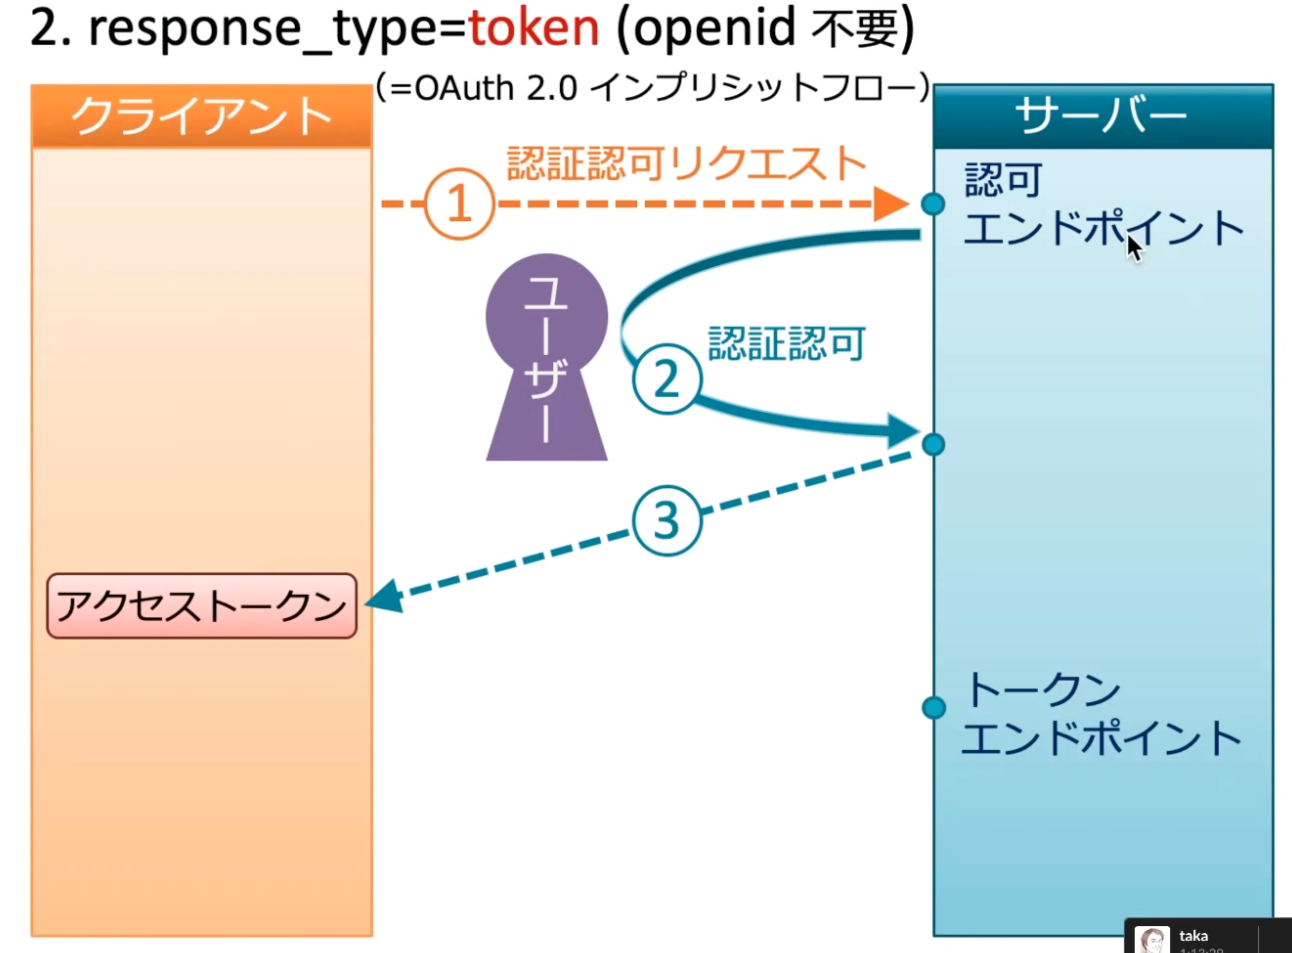 2. response_type=token (openid 不要)
(=OAuth 2.0 インプリシットフロー)
クライアント
サーバー
認証認可リクエスト
1
認可
エンドポイント
ユーザー
認証認可
2
3
アクセストークン
トークン
エンドポイント
taka